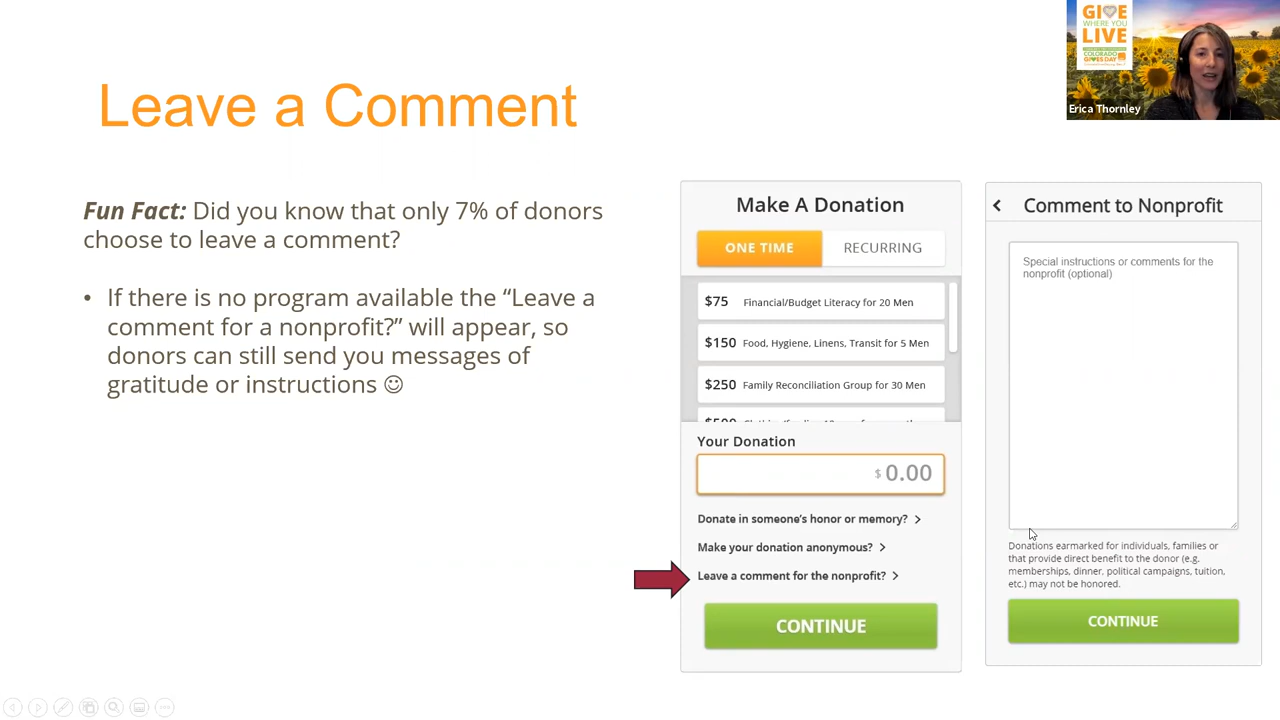 GIVE
WHERE YOU
LIVE
COLORADO
GIVES DAY
Erica Thornley
Leave a Comment
Fun Fact: Did you know that only 7% of donors
choose to leave a comment?
• If there is no program available the “Leave a
comment for a nonprofit?” will appear, so
donors can still send you messages of
gratitude or instructions ☺
Make A Donation
ONE TIME
RECURRING
$75 Financial/Budget Literacy for 20 Men
$150 Food, Hygiene, Linens, Transit for 5 Men
$250 Family Reconciliation Group for 30 Men
Your Donation
$ 0.00
Donate in someone’s honor or memory? >
Make your donation anonymous? >
Leave a comment for the nonprofit? >
CONTINUE
< Comment to Nonprofit
Special instructions or comments for the
nonprofit (optional)
Donations earmarked for individuals, families or
that provide direct benefit to the donor (e.g.
memberships, dinner, political campaigns, tuition,
etc.) may not be honored.
CONTINUE